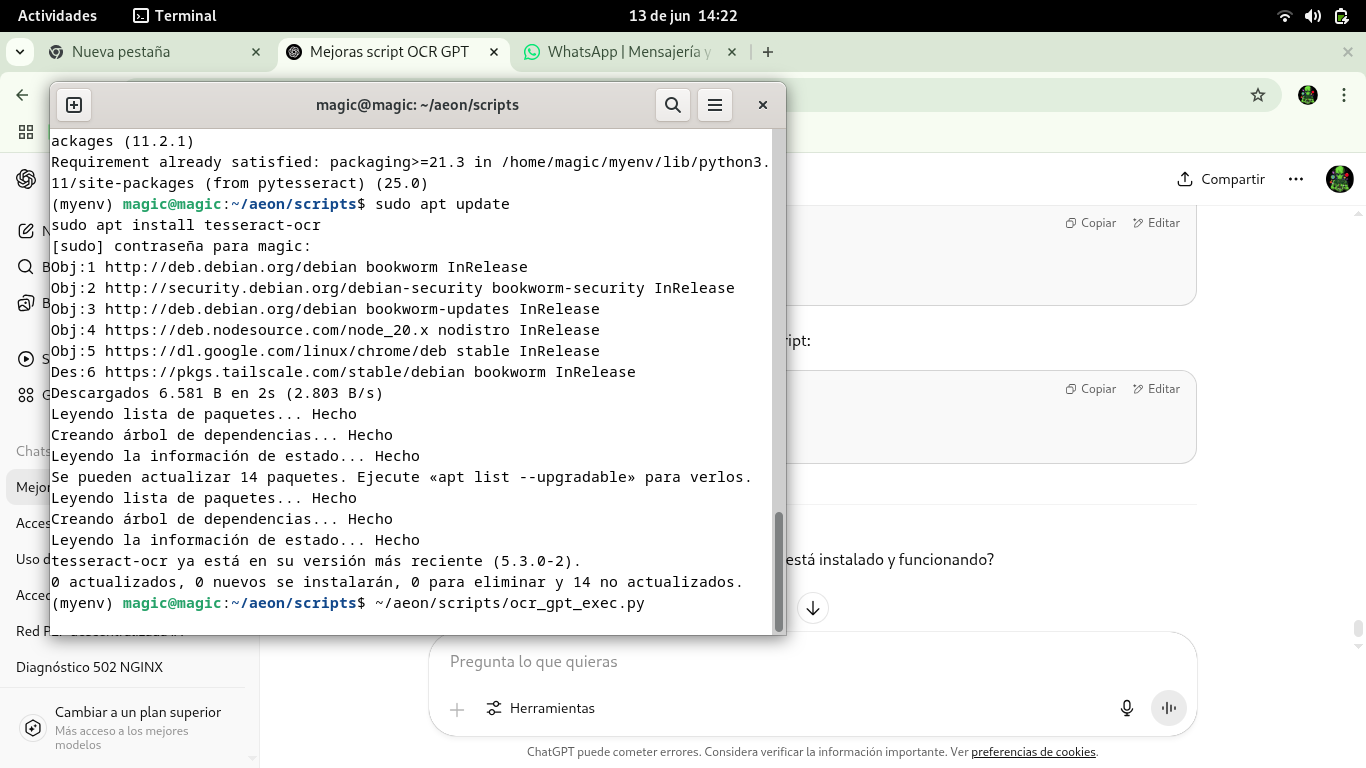 Actividades
Terminal
13 de jun 14:22
Nueva pestaña
Mejoras script OCR GPT
WhatsApp | Mensajería y
magic@magic: ~/aeon/scripts
ackages (11.2.1)
Requirement already satisfied: packaging>=21.3 in /home/magic/myenv/lib/python3.
11/site-packages (from pytesseract) (25.0)
(myenv) magic@magic:~/aeon/scripts$ sudo apt update
sudo apt install tesseract-ocr
[sudo] contraseña para magic:
Obj:1 http://deb.debian.org/debian bookworm InRelease
Obj:2 http://security.debian.org/debian-security bookworm-security InRelease
Obj:3 http://deb.debian.org/debian bookworm-updates InRelease
Obj:4 https://deb.nodesource.com/node_20.x nodistro InRelease
Obj:5 https://dl.google.com/linux/chrome/deb stable InRelease
Des:6 https://pkgs.tailscale.com/stable/debian bookworm InRelease
Descargados 6.581 B en 2s (2.803 B/s)
Leyendo lista de paquetes... Hecho
Creando árbol de dependencias... Hecho
Leyendo la información de estado... Hecho
Se pueden actualizar 14 paquetes. Ejecute «apt list --upgradable» para verlos.
Leyendo lista de paquetes... Hecho
Creando árbol de dependencias... Hecho
Leyendo la información de estado... Hecho
tesseract-ocr ya está en su versión más reciente (5.3.0-2).
0 actualizados, 0 nuevos se instalarán, 0 para eliminar y 14 no actualizados.
(myenv) magic@magic:~/aeon/scripts$ ~/aeon/scripts/ocr_gpt_exec.py
Compartir
Copiar
Editar
ript:
Copiar
Editar
está instalado y funcionando?
Chats
Mejor
Acces
Uso d
Acced
Diagnóstico 502 NGINX
Cambiar a un plan superior
Más acceso a los mejores
modelos
Pregunta lo que quieras
Herramientas
ChatGPT puede cometer errores. Considera verificar la información importante. Ver preferencias de cookies.